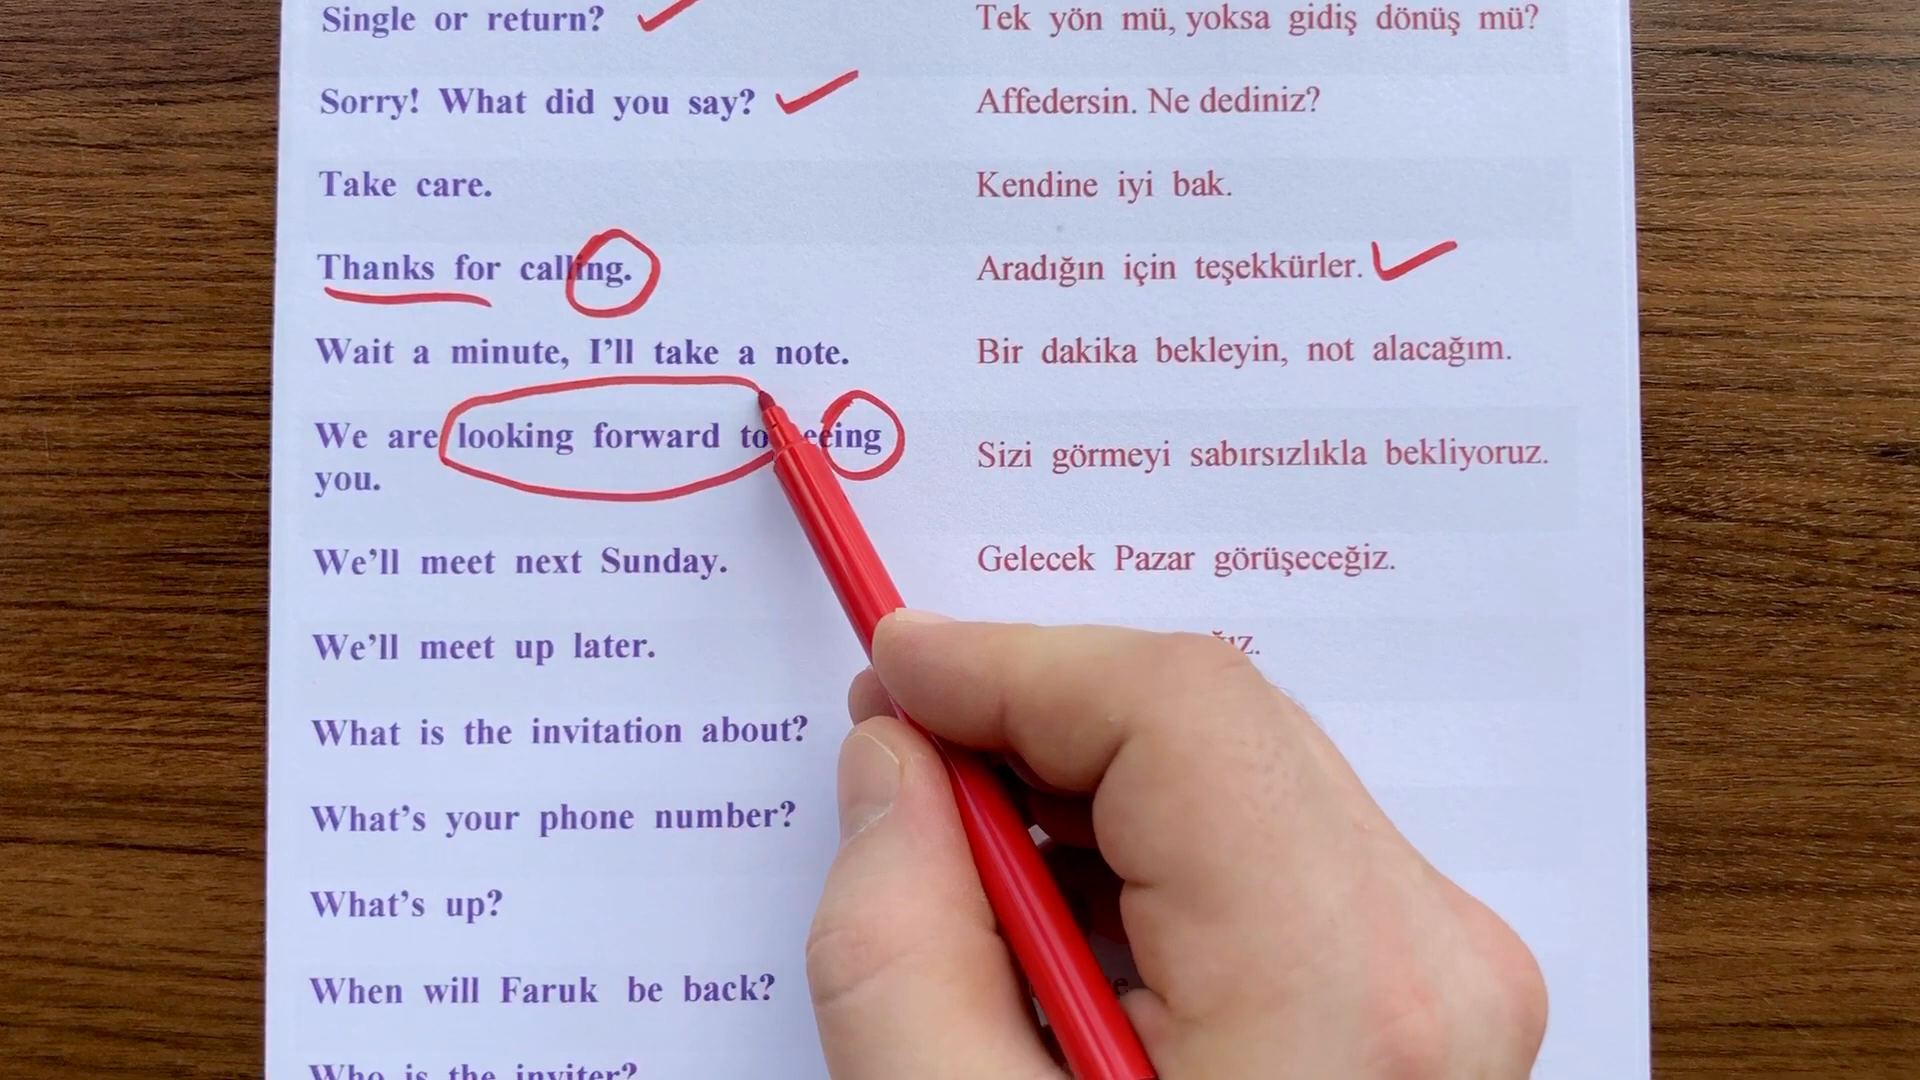 Single or return? Tek yön mü, yoksa gidiş dönüş mü?
Sorry! What did you say? Affedersin. Ne dediniz?
Take care. Kendine iyi bak.
Thanks for calling. Aradığın için teşekkürler.
Wait a minute, I'll take a note. Bir dakika bekleyin, not alacağım.
We are looking forward to seeing
you. Sizi görmeyi sabırsızlıkla bekliyoruz.
We'll meet next Sunday. Gelecek Pazar görüşeceğiz.
We'll meet up later.
What is the invitation about?
What's your phone number?
What's up?
When will Faruk be back?
Who is the inviter?